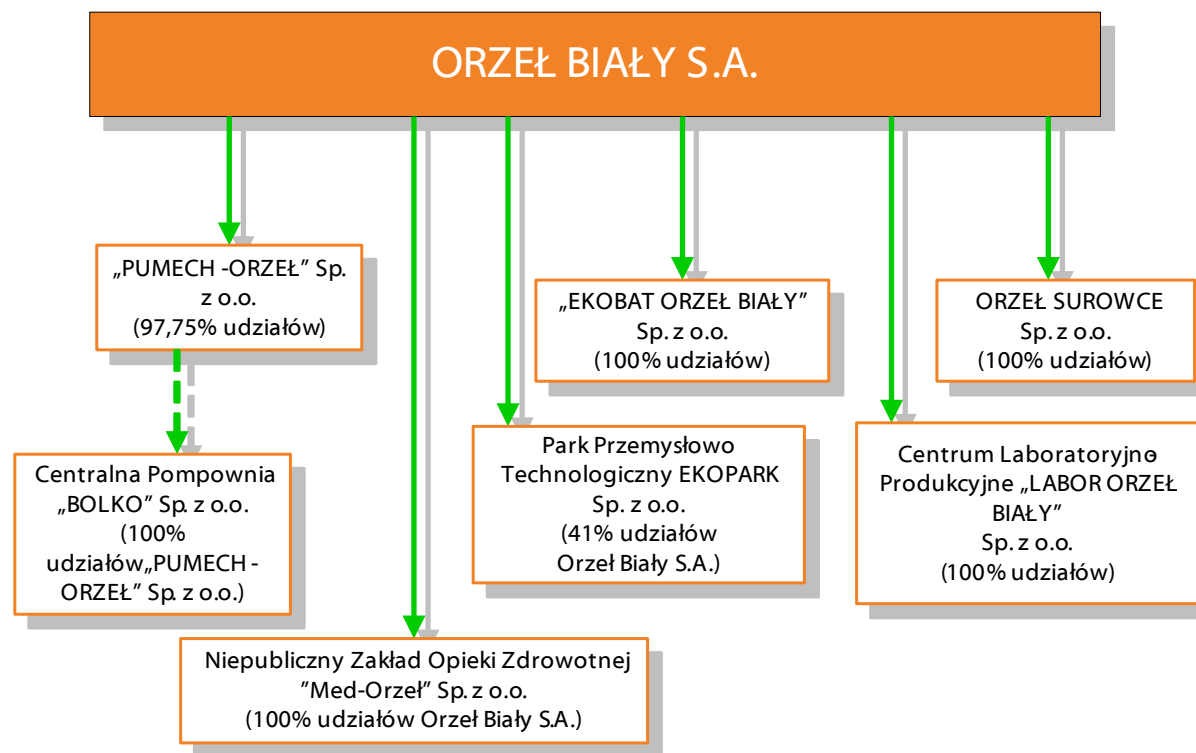 ORZEŁ BIAŁY S.A.
„PUMECH -ORZEŁ” Sp.
z o.o.
(97,75% udziałów)
„EKOBAT ORZEŁ BIAŁY”
Sp. z o.o.
(100% udziałów)
ORZEŁ SUROWCE
Sp. z o.o.
(100% udziałów)
Centralna Pompownia
„BOLKO” Sp. z o.o.
(100%
udziałów„PUMECH -
ORZEŁ” Sp. z o.o.)
Park Przemysłowo
Technologiczny EKOPARK
Sp. z o.o.
(41% udziałów
Orzeł Biały S.A.)
Centrum Laboratoryjno-
Produkcyjne „LABOR ORZEŁ
BIAŁY”
Sp. z o.o.
(100% udziałów)
Niepubliczny Zakład Opieki Zdrowotnej
”Med-Orzeł” Sp. z o.o.
(100% udziałów Orzeł Biały S.A.)